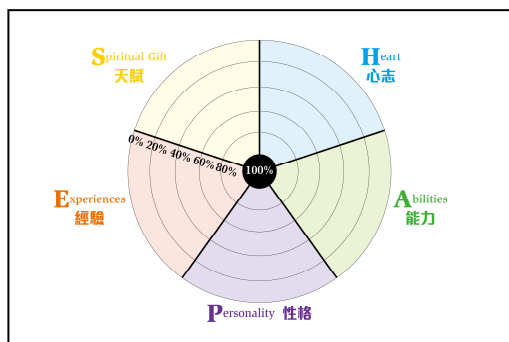 Spiritual Gift
天賦
Heart
心志
0% 20% 40% 60% 80% 100%
Experiences
經驗
Abilities
能力
Personality 性格